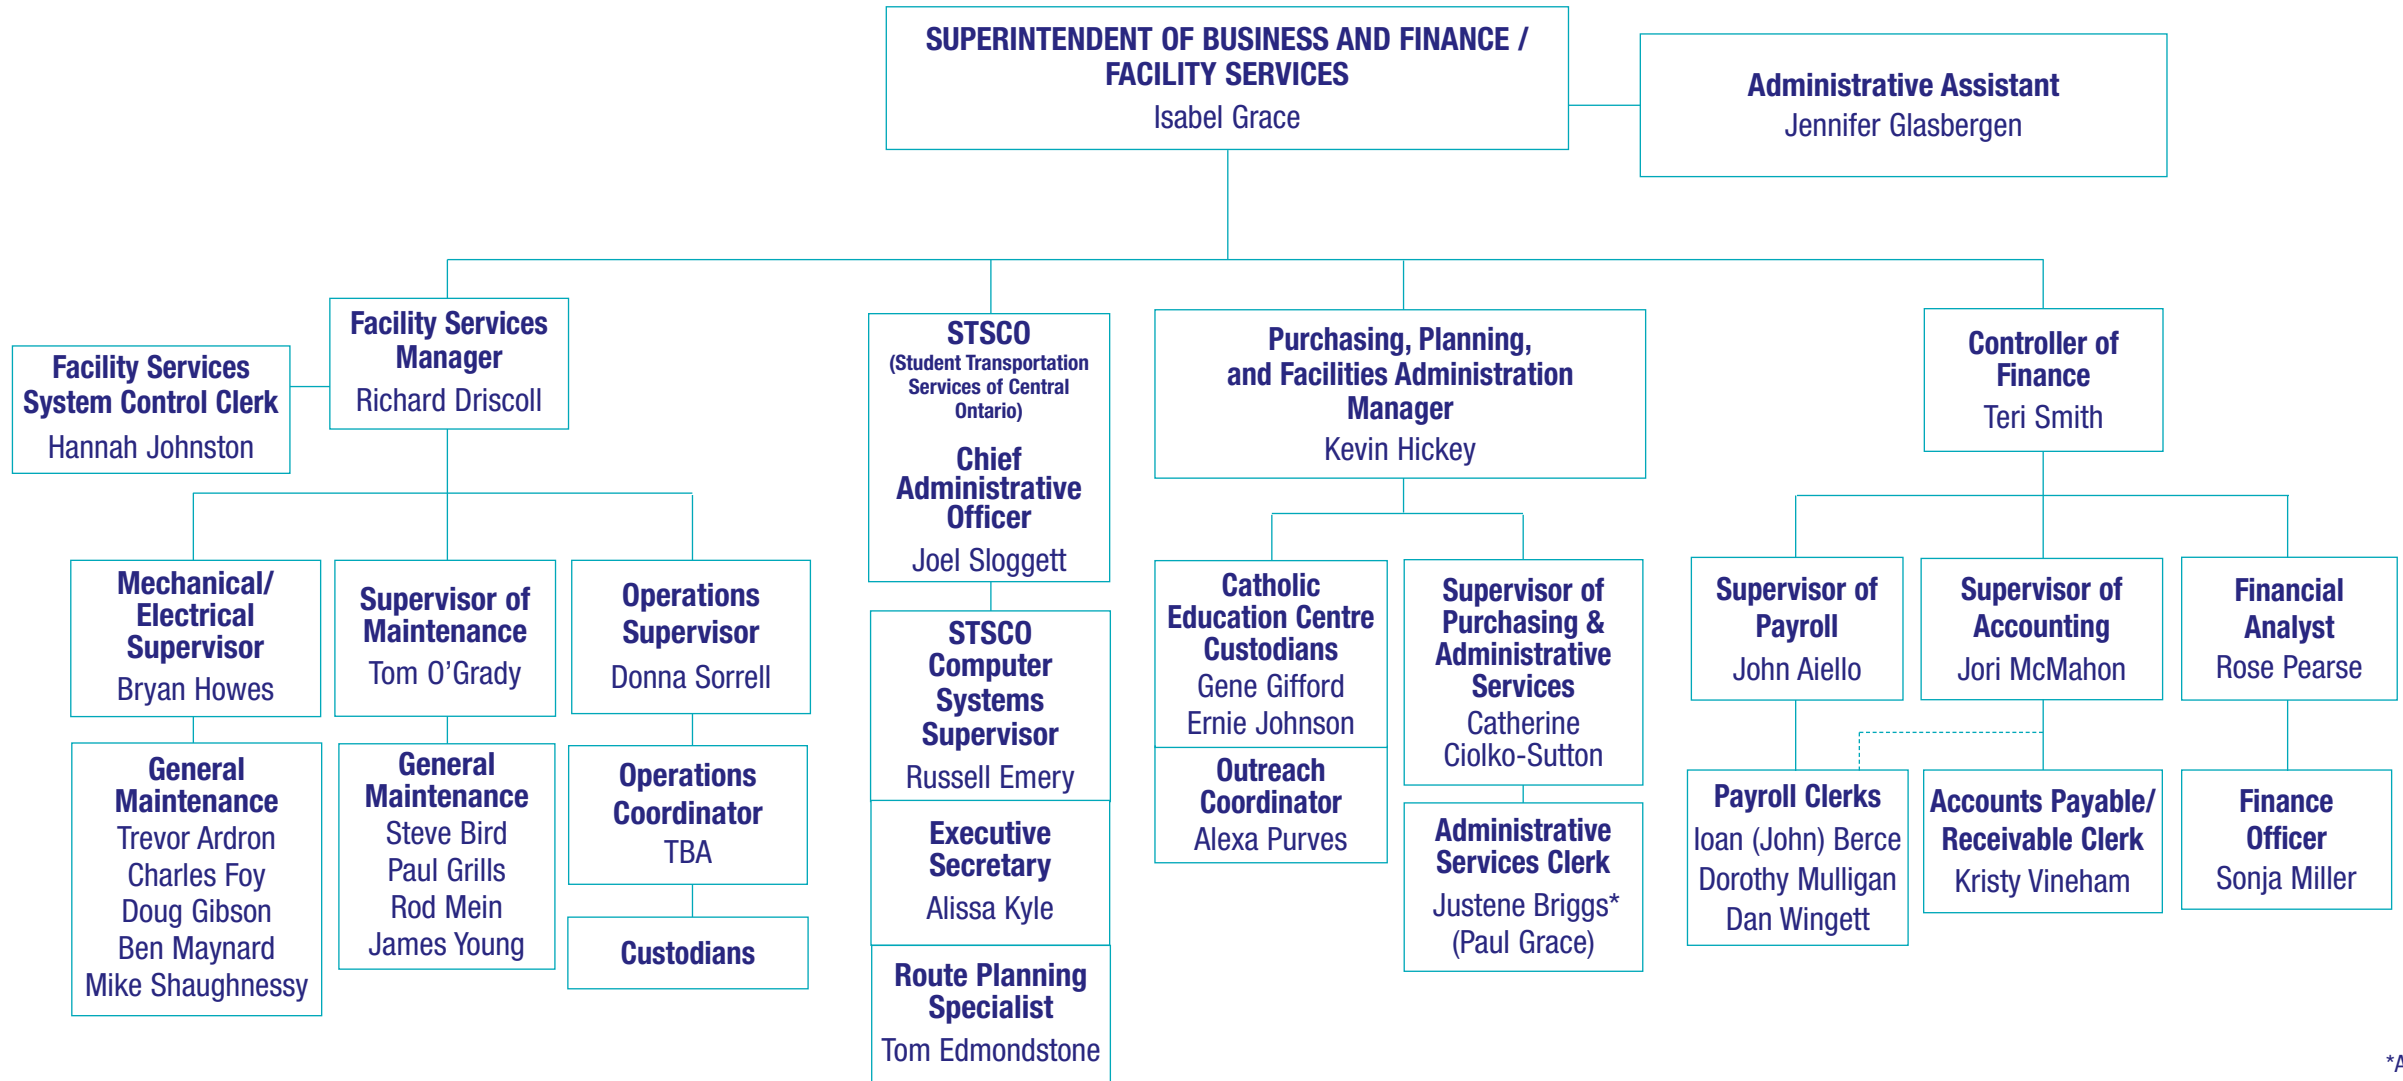 SUPERINTENDENT OF BUSINESS AND FINANCE /
FACILITY SERVICES
Isabel Grace
Administrative Assistant
Jennifer Glasbergen
Facility Services
System Control Clerk
Hannah Johnston
Facility Services
Manager
Richard Driscoll
STSCO
(Student Transportation
Services of Central
Ontario)
Chief
Administrative
Officer
Joel Sloggett
Purchasing, Planning,
and Facilities Administration
Manager
Kevin Hickey
Controller of
Finance
Teri Smith
Mechanical/
Electrical
Supervisor
Bryan Howes
Supervisor of
Maintenance
Tom O’Grady
Operations
Supervisor
Donna Sorrell
STSCO
Computer
Systems
Supervisor
Russell Emery
Catholic
Education Centre
Custodians
Gene Gifford
Ernie Johnson
Supervisor of
Purchasing &
Administrative
Services
Catherine
Ciolko-Sutton
Supervisor of
Payroll
John Aiello
Supervisor of
Accounting
Jori McMahon
Financial
Analyst
Rose Pearse
General
Maintenance
Trevor Ardron
Charles Foy
Doug Gibson
Ben Maynard
Mike Shaughnessy
General
Maintenance
Steve Bird
Paul Grills
Rod Mein
James Young
Operations
Coordinator
TBA
Custodians
Executive
Secretary
Alissa Kyle
Route Planning
Specialist
Tom Edmondstone
Outreach
Coordinator
Alexa Purves
Administrative
Services Clerk
Justene Briggs*
(Paul Grace)
Payroll Clerks
Ioan (John) Berce
Dorothy Mulligan
Dan Wingett
Accounts Payable/
Receivable Clerk
Kristy Vineham
Finance
Officer
Sonja Miller